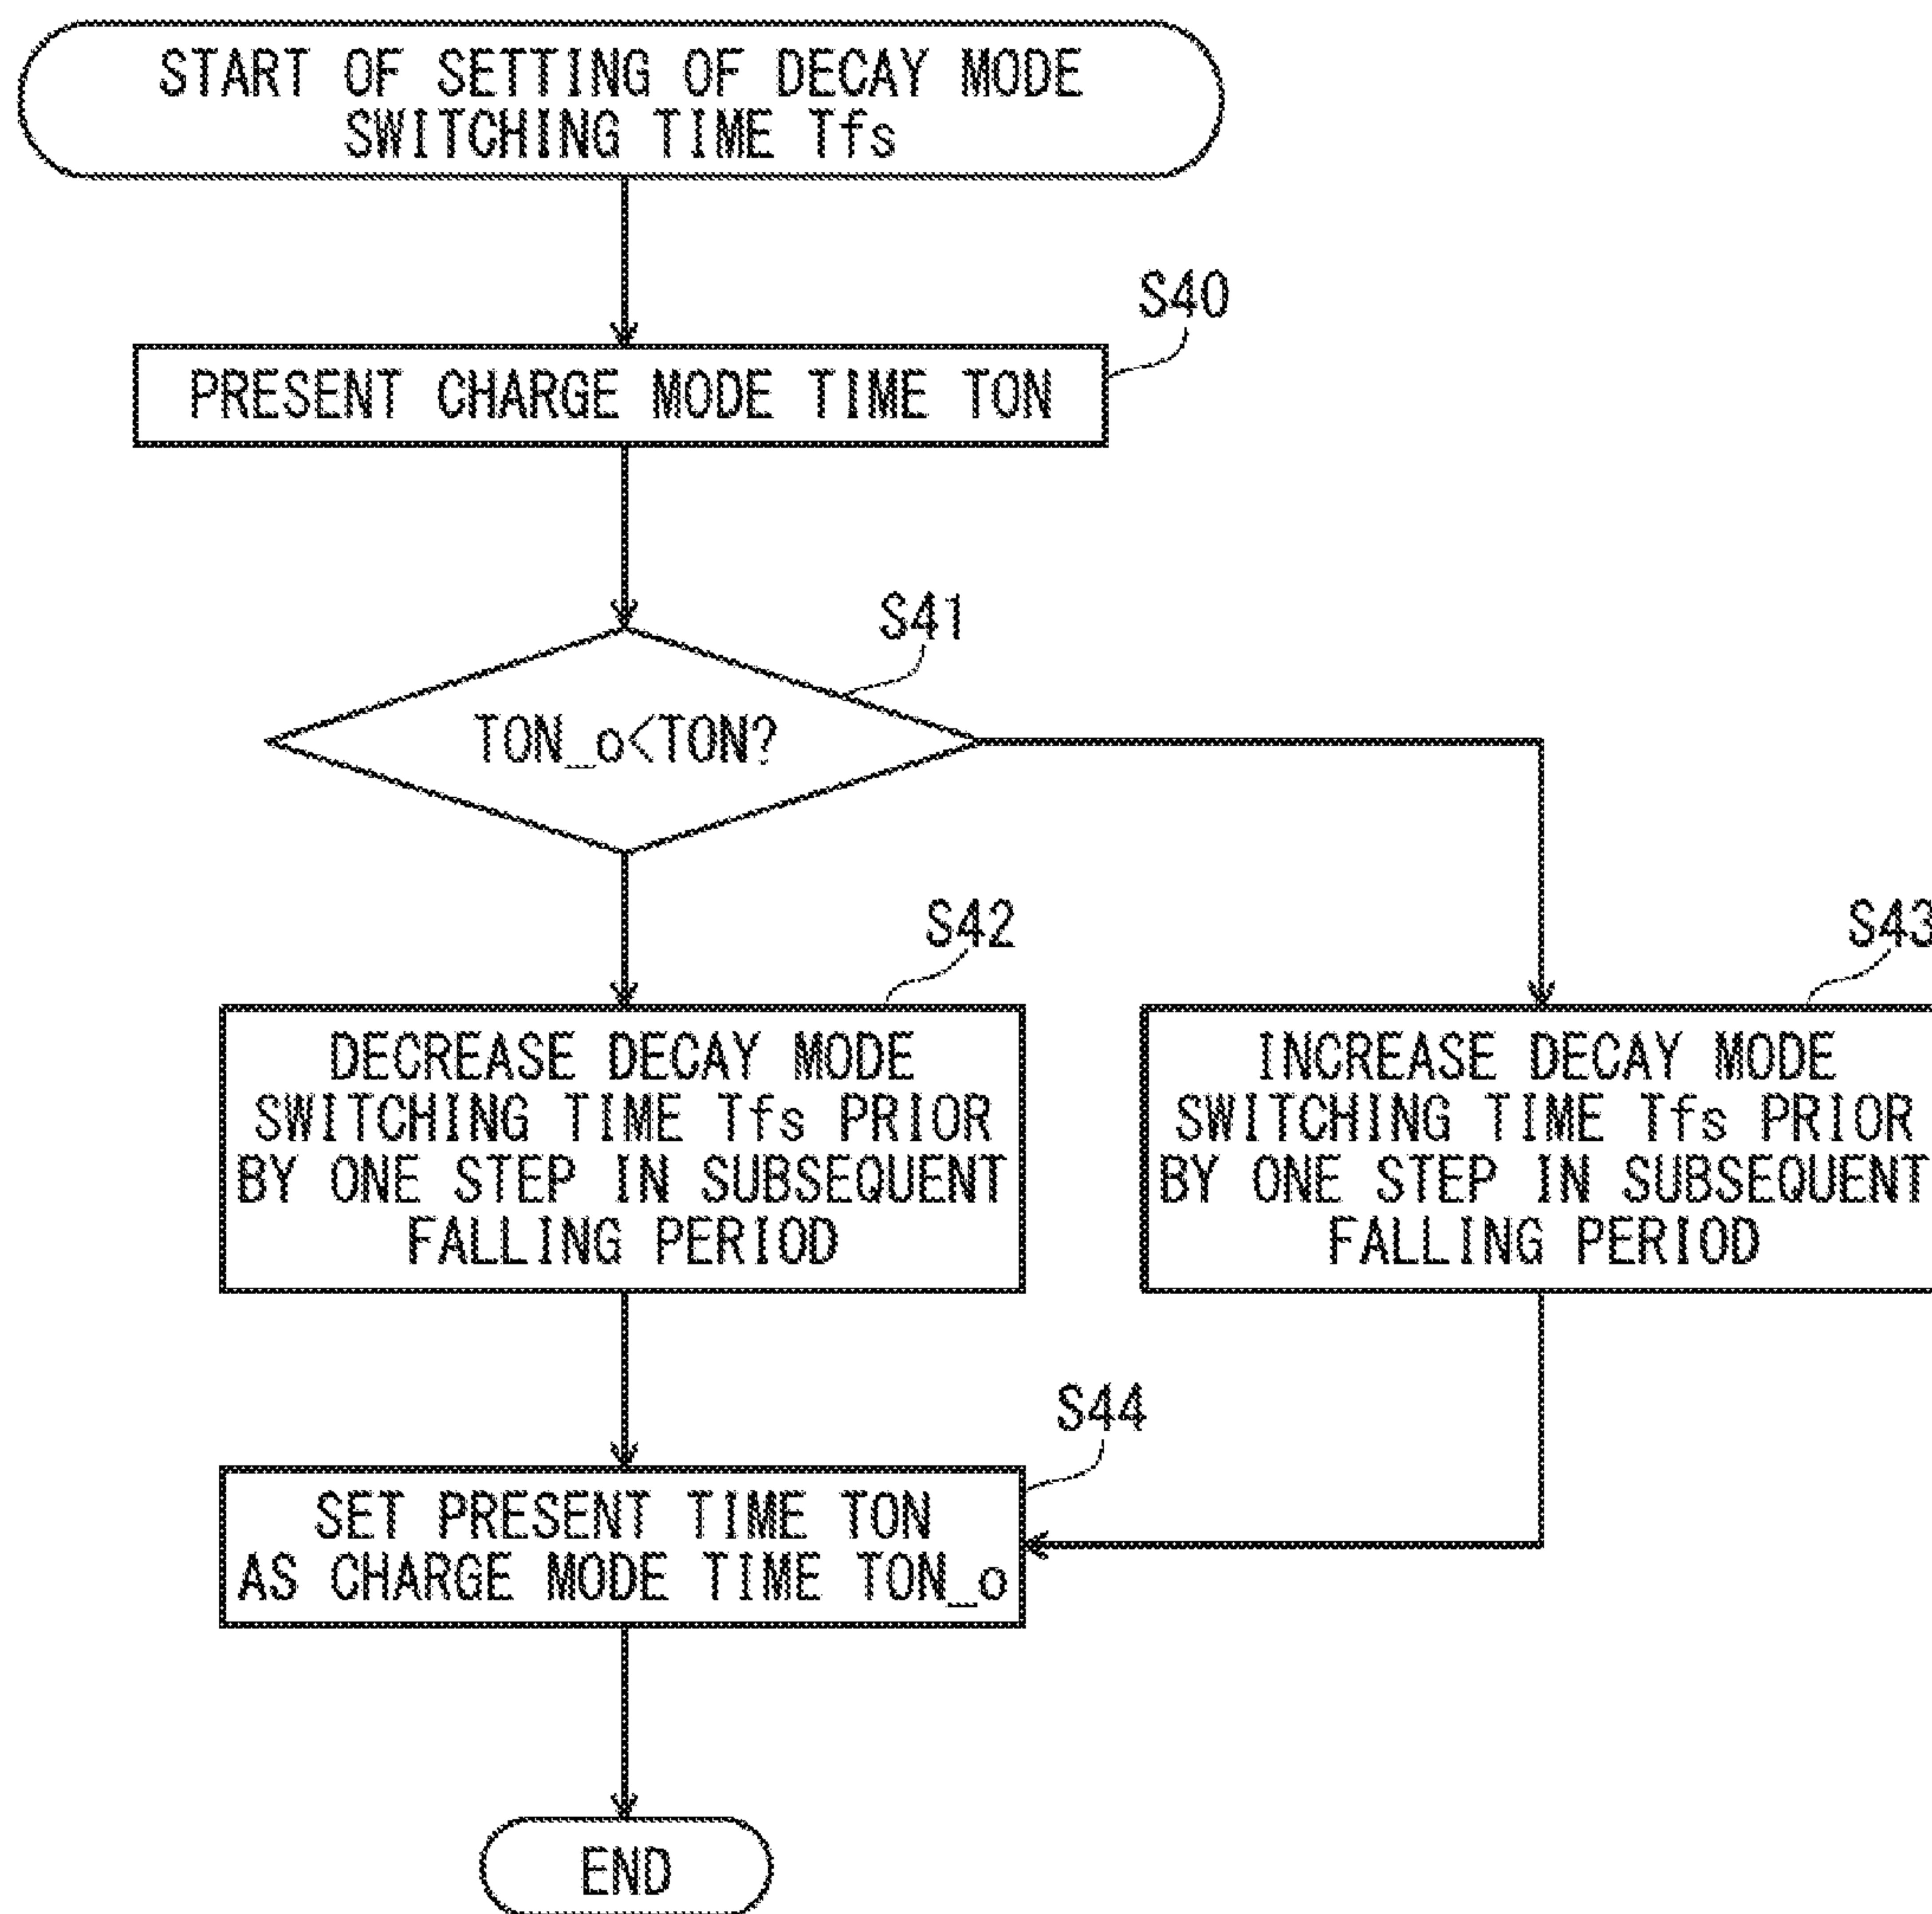 START OF SETTING OF DECAY MODE
SWITCHING TIME Tfs
S40
PRESENT CHARGE MODE TIME TON
S41
TON_o<TON?
S42
DECREASE DECAY MODE
SWITCHING TIME Tfs PRIOR
BY ONE STEP IN SUBSEQUENT
FALLING PERIOD
S43
INCREASE DECAY MODE
SWITCHING TIME Tfs PRIOR
BY ONE STEP IN SUBSEQUENT
FALLING PERIOD
S44
SET PRESENT TIME TON
AS CHARGE MODE TIME TON_o
END